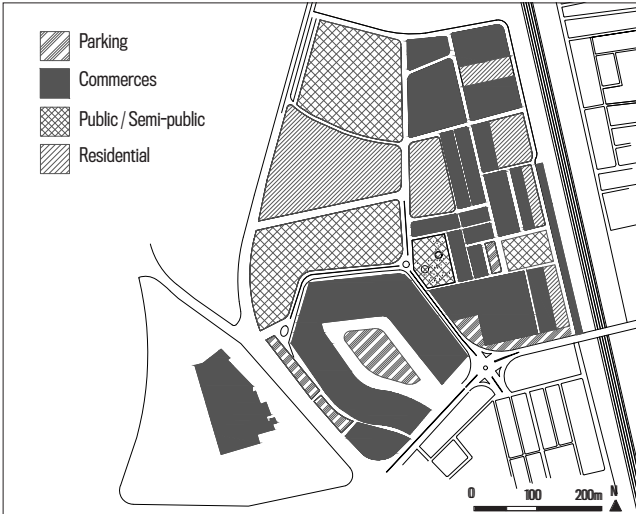 Parking
Commerces
Public / Semi-public
Residential
0 100 200m N